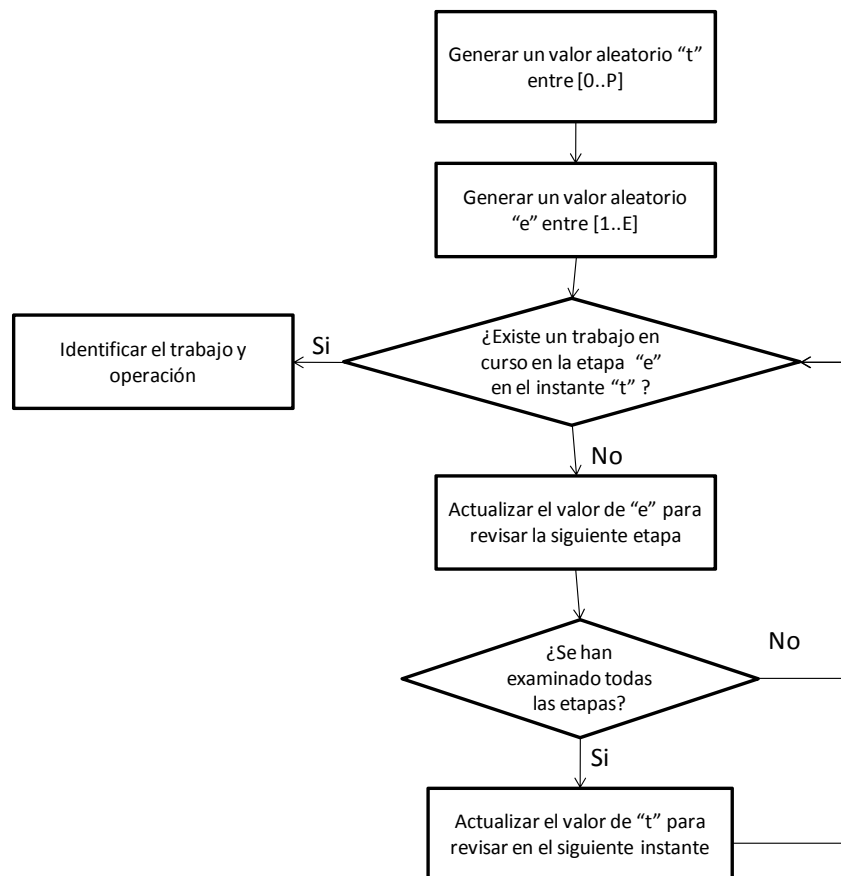 Generar un valor aleatorio “t”
entre [0..P]
Generar un valor aleatorio
“e” entre [1..E]
¿Existe un trabajo en
curso en la etapa “e”
en el instante “t” ?
Si
Identificar el trabajo y
operación
No
Actualizar el valor de “e” para
revisar la siguiente etapa
¿Se han
examinado todas
las etapas?
No
Si
Actualizar el valor de “t” para
revisar en el siguiente instante